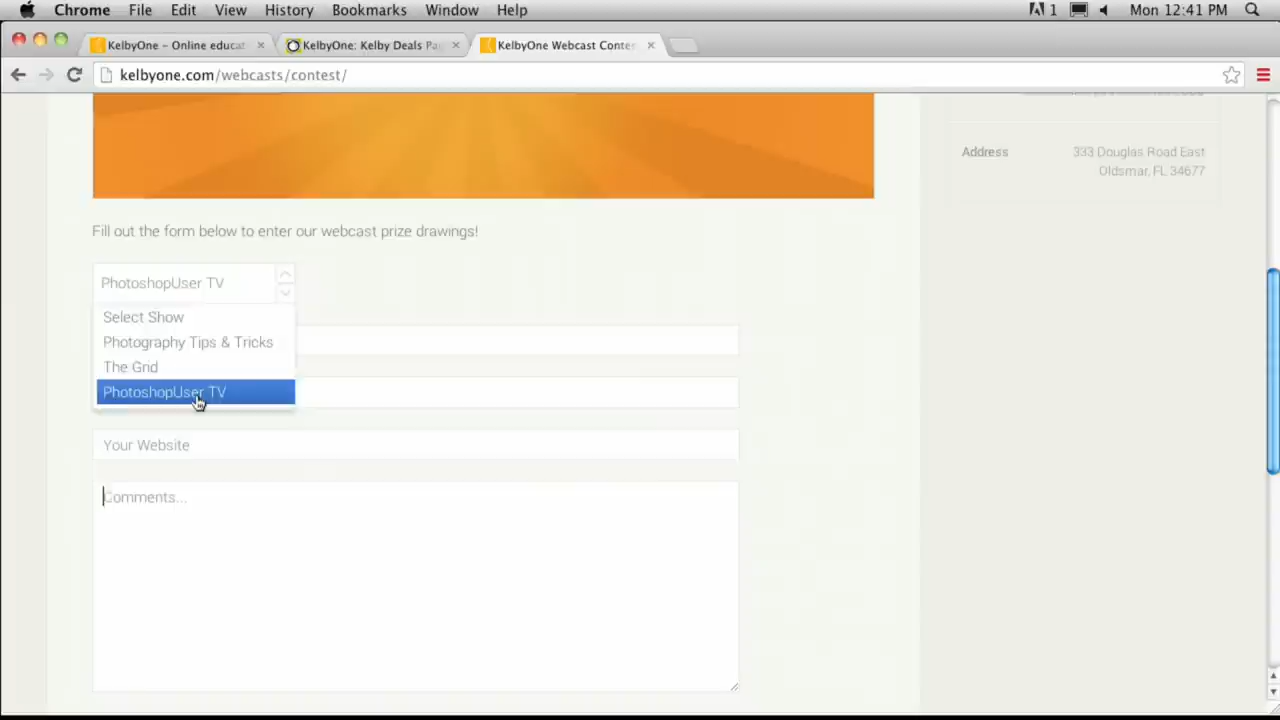 Chrome File Edit View History Bookmarks Window Help 1 Mon 12:41 PM
KelbyOne – Online educat KelbyOne: Kelby Deals Pa KelbyOne Webcast Conte
kelbyone.com/webcasts/contest/
Address 333 Douglas Road East
Oldsmar, FL 34677
Fill out the form below to enter our webcast prize drawings!
PhotoshopUser TV
Select Show
Photography Tips & Tricks
The Grid
PhotoshopUser TV
Your Website
Comments...